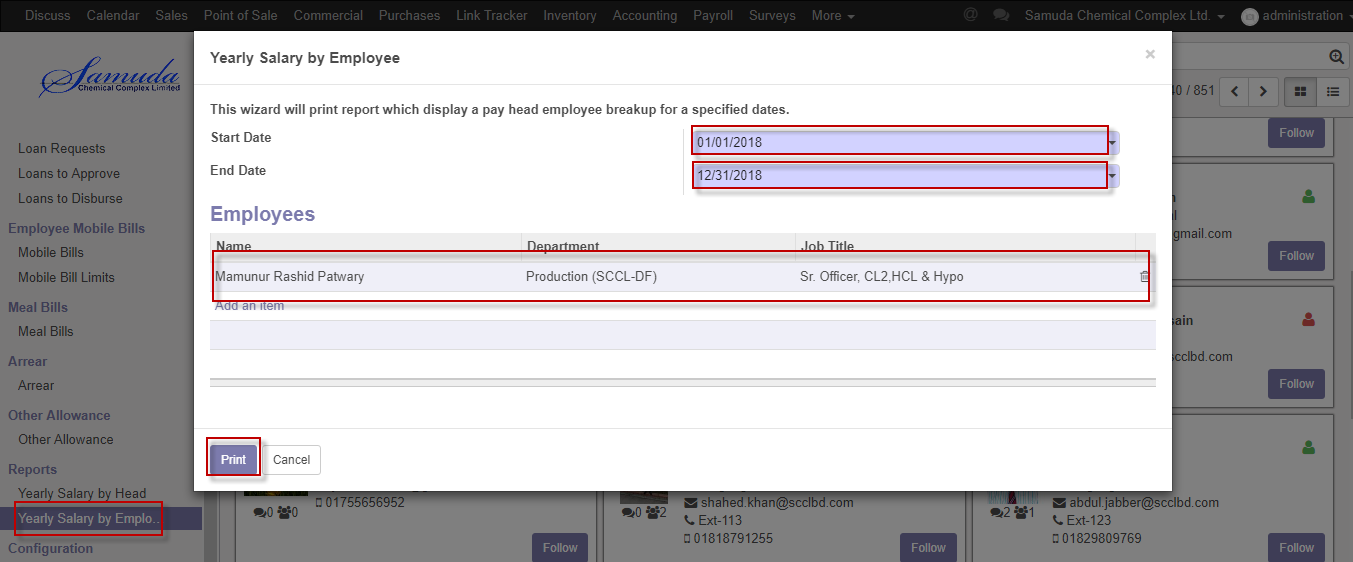 Discuss Calendar Sales Point of Sale Commercial Purchases Link Tracker Inventory Accounting Payroll Surveys More @ Samuda Chemical Complex Ltd. administration
Samuda
Chemical Complex Limited
Loan Requests
Loans to Approve
Loans to Disburse
Employee Mobile Bills
Mobile Bills
Mobile Bill Limits
Meal Bills
Meal Bills
Arrear
Arrear
Other Allowance
Other Allowance
Reports
Yearly Salary by Head
Yearly Salary by Emplo..
Configuration
Yearly Salary by Employee ×
This wizard will print report which display a pay head employee breakup for a specified dates.
Start Date 01/01/2018
End Date 12/31/2018
Employees
Name Department Job Title
Mamunur Rashid Patwary Production (SCCL-DF) Sr. Officer, CL2,HCL & Hypo
Add an item
Print Cancel
/ 851
Follow
gmail.com
Follow
sain
scclbd.com
Follow
01755656952
0 0
Follow
shahed.khan@scclbd.com
0 2
Ext-113
01818791255
Follow
abdul.jabber@scclbd.com
2 1
Ext-123
01829809769
Follow